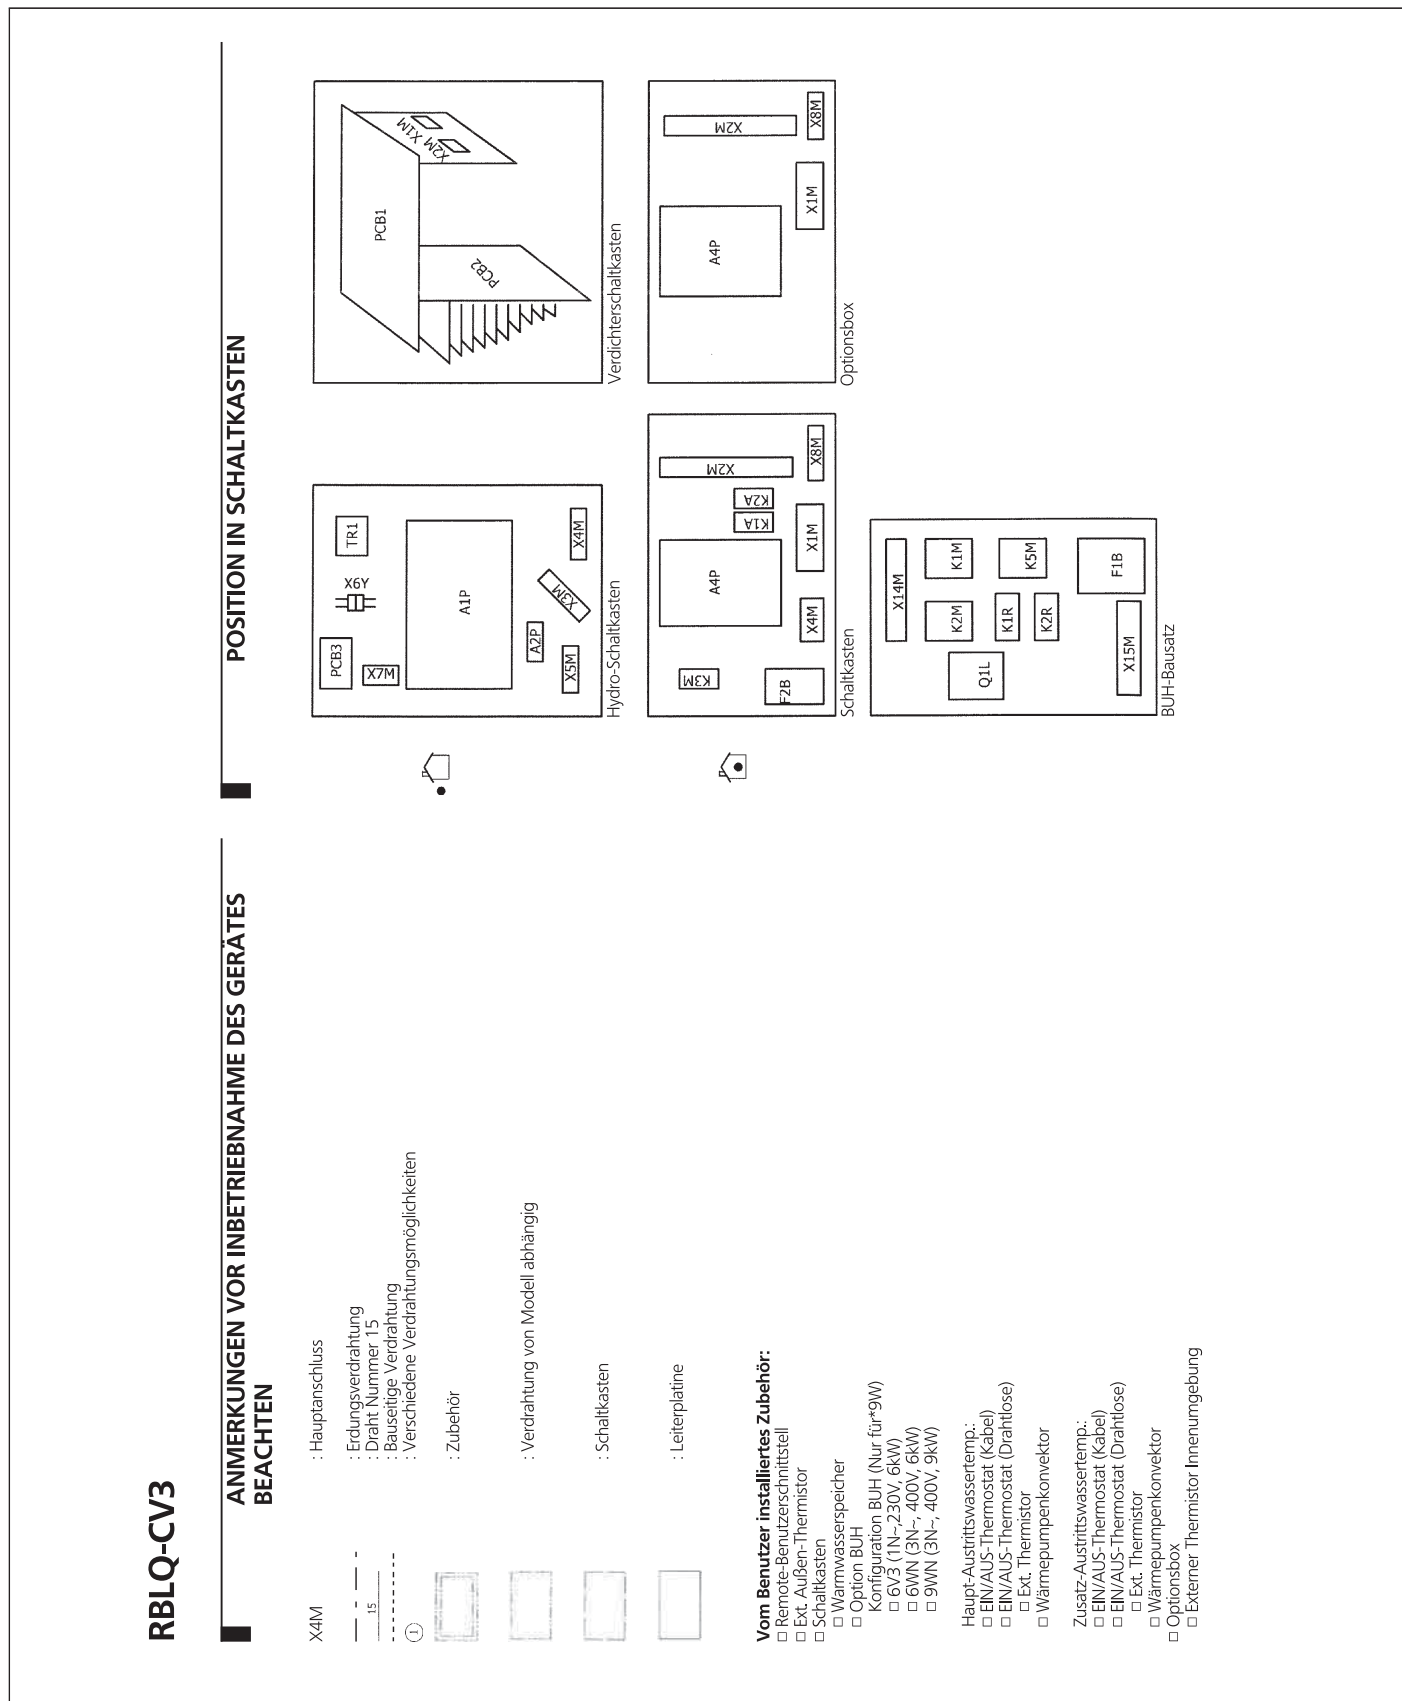 RBLQ-CV3
ANMERKUNGEN VOR INBETRIEBNAHME DES GERÄTES
BEACHTEN
X4M : Hauptanschluss
: Erdungsverdrahtung
15 : Draht Nummer 15
: Bauseitige Verdrahtung
1 : Verschiedene Verdrahtungsmöglichkeiten
: Zubehör
: Verdrahtung von Modell abhängig
: Schaltkasten
: Leiterplatine
Vom Benutzer installiertes Zubehör:
□ Remote-Benutzerschnittstell
□ Ext. Außen-Thermistor
□ Schaltkasten
□ Warmwasserspeicher
□ Option BUH
Konfiguration BUH (Nur für*9W)
□ 6V3 (1N~,230V, 6kW)
□ 6WN (3N~, 400V, 6kW)
□ 9WN (3N~, 400V, 9kW)
Haupt-Austrittswassertemp.:
□ EIN/AUS-Thermostat (Kabel)
□ EIN/AUS-Thermostat (Drahtlose)
□ Ext. Thermistor
□ Wärmepumpenkonvektor
Zusatz-Austrittswassertemp.:
□ EIN/AUS-Thermostat (Kabel)
□ EIN/AUS-Thermostat (Drahtlose)
□ Ext. Thermistor
□ Wärmepumpenkonvektor
□ Optionsbox
□ Externer Thermistor Innenumgebung
POSITION IN SCHALTKASTEN
PCB3
X6Y
TR1
X7M
A1P
A2P
X5M
X3M
X4M
Hydro-Schaltkasten
PCB1
X2M X1M
PCB2
Verdichterschaltkasten
X2M
K3M
A4P
K1A
K2A
F2B
X4M
X1M
X8M
Schaltkasten
X2M
A4P
X1M
X8M
Optionsbox
X14M
K2M
K1M
Q1L
K1R
K5M
K2R
X15M
F1B
BUH-Bausatz